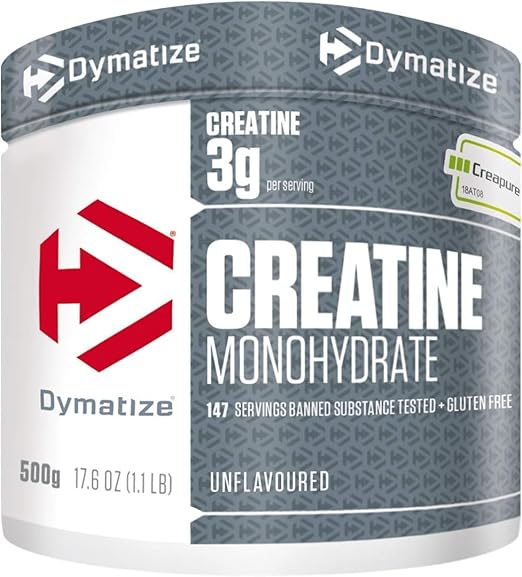 Dymatize®
Dymatize
CREATINE
3g
per serving
Creapure
18AT08
CREATINE
MONOHYDRATE
147 SERVINGS BANNED SUBSTANCE TESTED + GLUTEN FREE
®
Dymatize®
500g 17.6 OZ (1.1 LB)
UNFLAVOURED